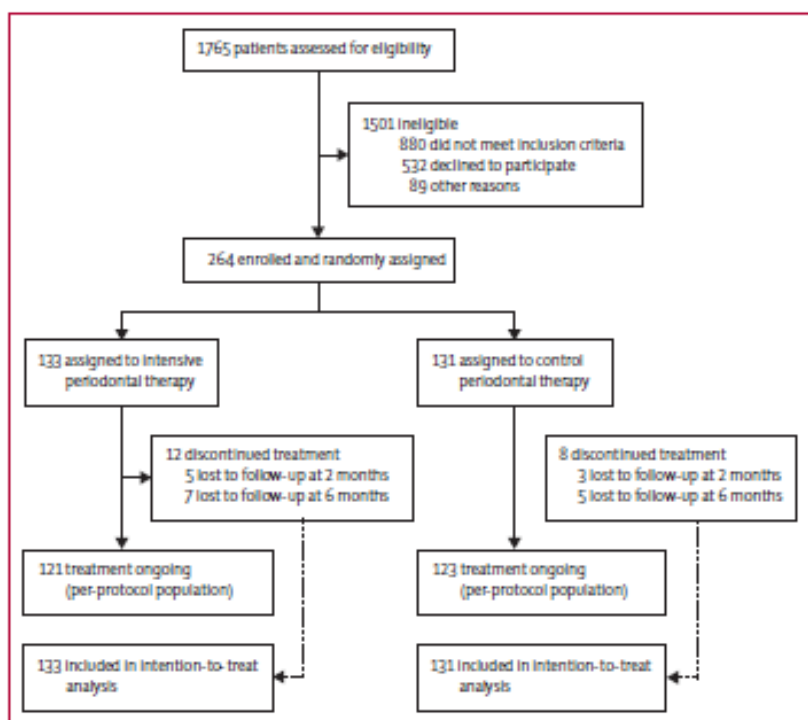 1765 patients assessed for eligibility
1501 ineligible
880 did not meet inclusion criteria
532 declined to participate
89 other reasons
264 enrolled and randomly assigned
133 assigned to intensive
periodontal therapy
131 assigned to control
periodontal therapy
12 discontinued treatment
5 lost to follow-up at 2 months
7 lost to follow-up at 6 months
8 discontinued treatment
3 lost to follow-up at 2 months
5 lost to follow-up at 6 months
121 treatment ongoing
(per-protocol population)
123 treatment ongoing
(per-protocol population)
133 included in intention-to-treat
analysis
131 included in intention-to-treat
analysis